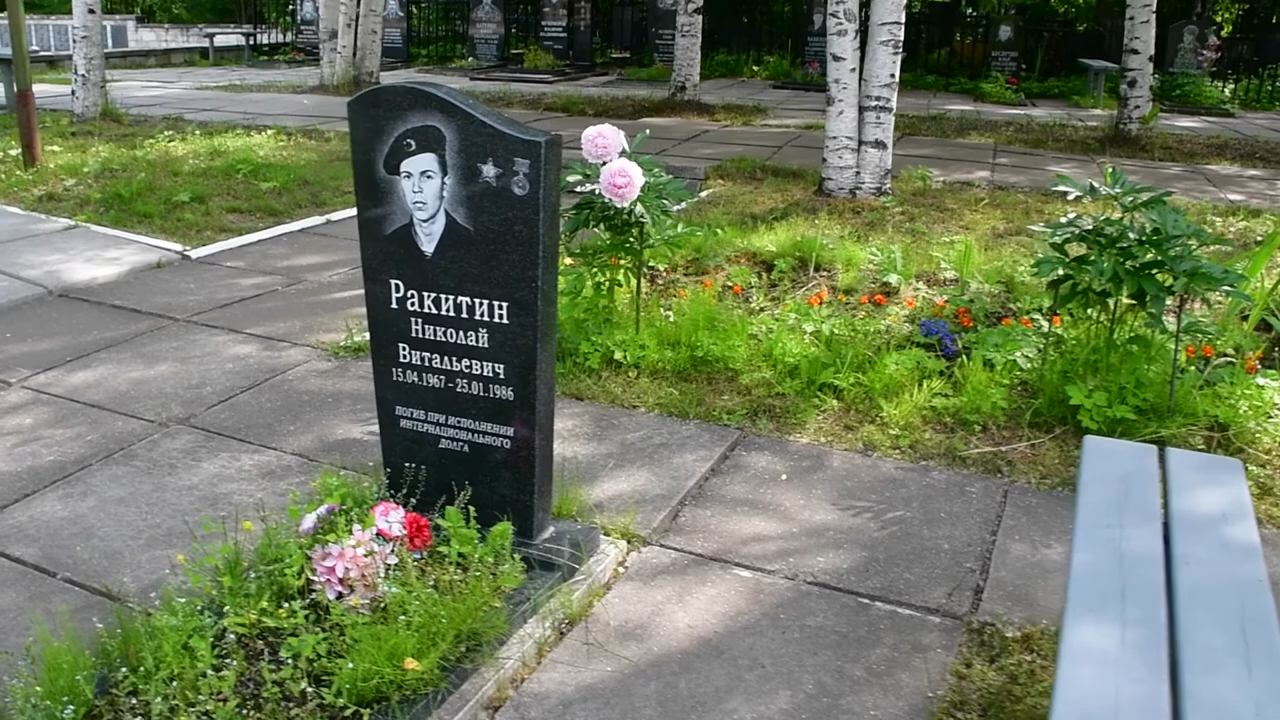 Ракитин
Николай
Витальевич
15.04.1967 - 25.01.1986
ПОГИБ ПРИ ИСПОЛНЕНИИ
ИНТЕРНАЦИОНАЛЬНОГО
ДОЛГА